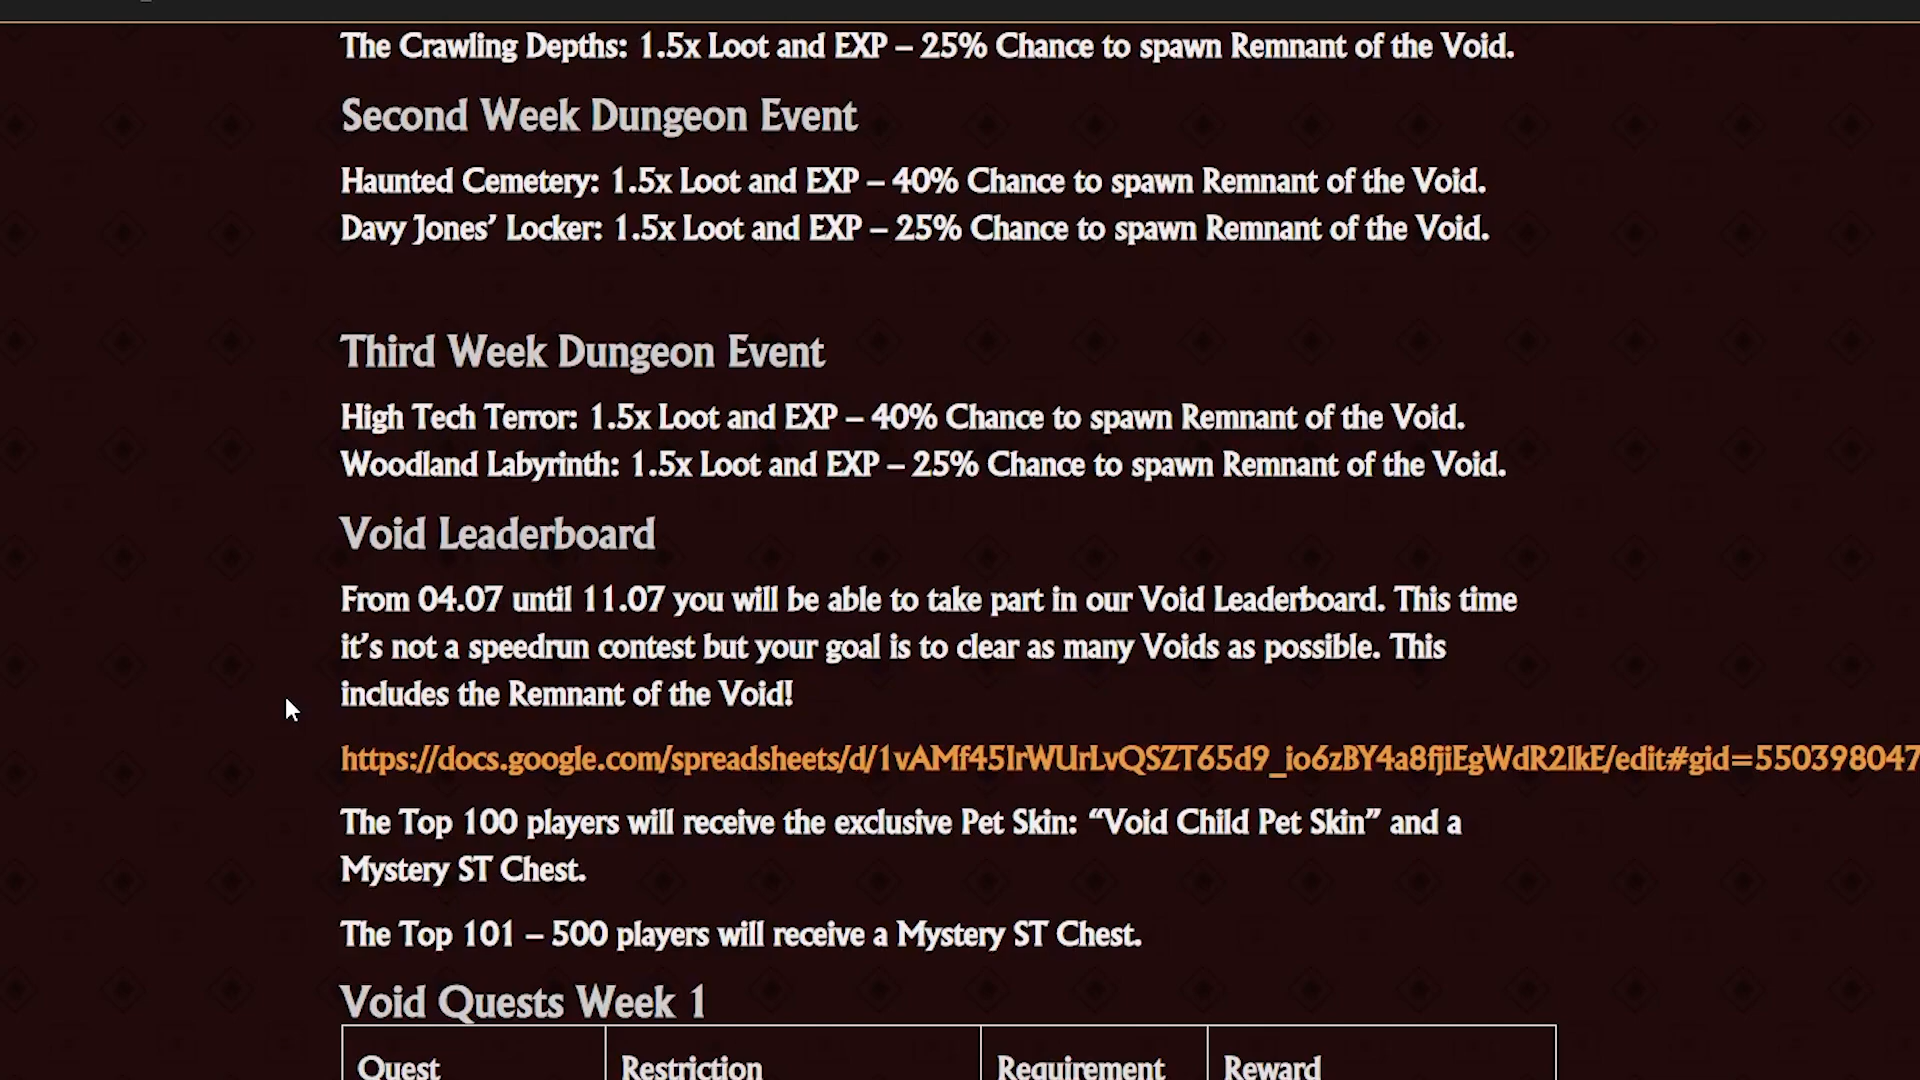 The Crawling Depths: 1.5x Loot and EXP – 25% Chance to spawn Remnant of the Void.
Second Week Dungeon Event
Haunted Cemetery: 1.5x Loot and EXP – 40% Chance to spawn Remnant of the Void.
Davy Jones’ Locker: 1.5x Loot and EXP – 25% Chance to spawn Remnant of the Void.
Third Week Dungeon Event
High Tech Terror: 1.5x Loot and EXP – 40% Chance to spawn Remnant of the Void.
Woodland Labyrinth: 1.5x Loot and EXP – 25% Chance to spawn Remnant of the Void.
Void Leaderboard
From 04.07 until 11.07 you will be able to take part in our Void Leaderboard. This time
it’s not a speedrun contest but your goal is to clear as many Voids as possible. This
includes the Remnant of the Void!
https://docs.google.com/spreadsheets/d/1vAMf45IrWUrLvQSZT65d9_io6zBY4a8fjiEgWdR2lkE/edit#gid=550398047
The Top 100 players will receive the exclusive Pet Skin: “Void Child Pet Skin” and a
Mystery ST Chest.
The Top 101 – 500 players will receive a Mystery ST Chest.
Void Quests Week 1
Quest Restriction Requirement Reward